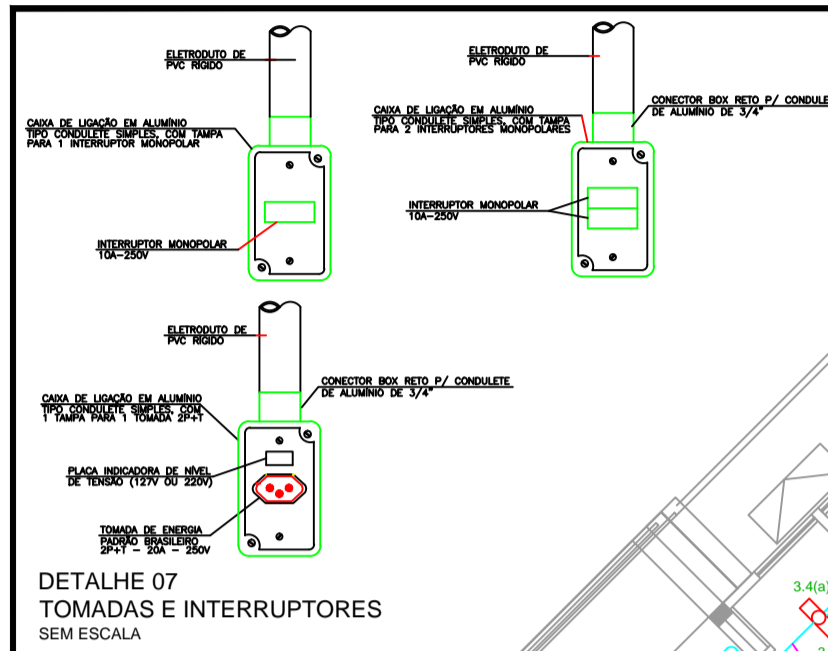 ELETRODUTO DE
PVC RÍGIDO
CAIXA DE LIGAÇÃO EM ALUMÍNIO
TIPO CONDULETE SIMPLES, COM TAMPA
PARA 1 INTERRUPTOR MONOPOLAR
INTERRUPTOR MONOPOLAR
10A-250V
ELETRODUTO DE
PVC RÍGIDO
CAIXA DE LIGAÇÃO EM ALUMÍNIO
TIPO CONDULETE SIMPLES, COM TAMPA
PARA 2 INTERRUPTORES MONOPOLARES
CONECTOR BOX RETO P/ CONDULE
DE ALUMÍNIO DE 3/4"
INTERRUPTOR MONOPOLAR
10A-250V
ELETRODUTO DE
PVC RÍGIDO
CAIXA DE LIGAÇÃO EM ALUMÍNIO
TIPO CONDULETE SIMPLES, COM
1 TAMPA PARA 1 TOMADA 2P+T
CONECTOR BOX RETO P/ CONDULETE
DE ALUMÍNIO DE 3/4"
PLACA INDICADORA DE NÍVEL
DE TENSÃO (127V OU 220V)
TOMADA DE ENERGIA
PADRÃO BRASILEIRO
2P+T - 20A - 250V
DETALHE 07
TOMADAS E INTERRUPTORES
SEM ESCALA
3.4(a)